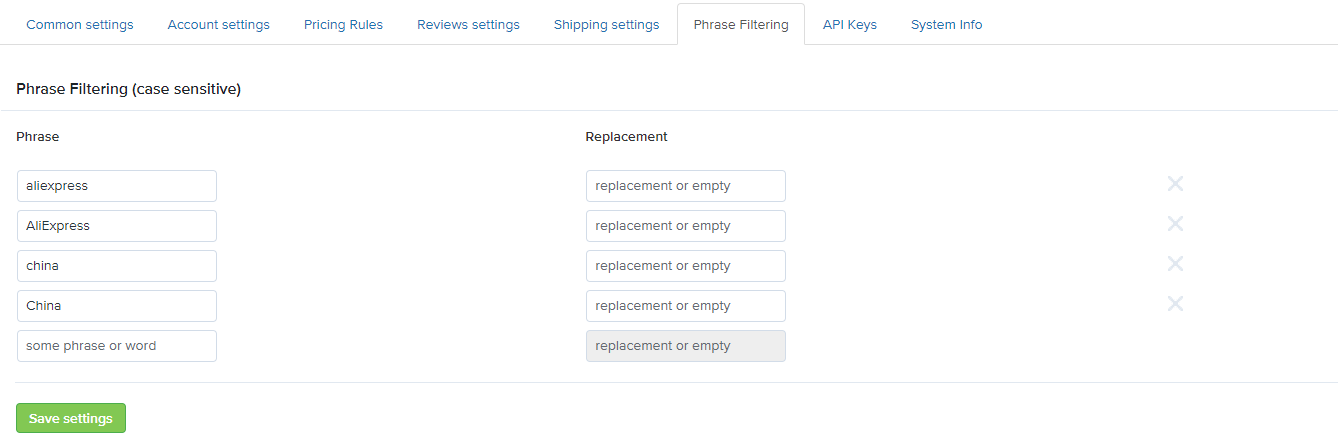 Common settings Account settings Pricing Rules Reviews settings Shipping settings Phrase Filtering API Keys System Info
Phrase Filtering (case sensitive)
Phrase Replacement
aliexpress replacement or empty
AliExpress replacement or empty
china replacement or empty
China replacement or empty
some phrase or word replacement or empty
Save settings